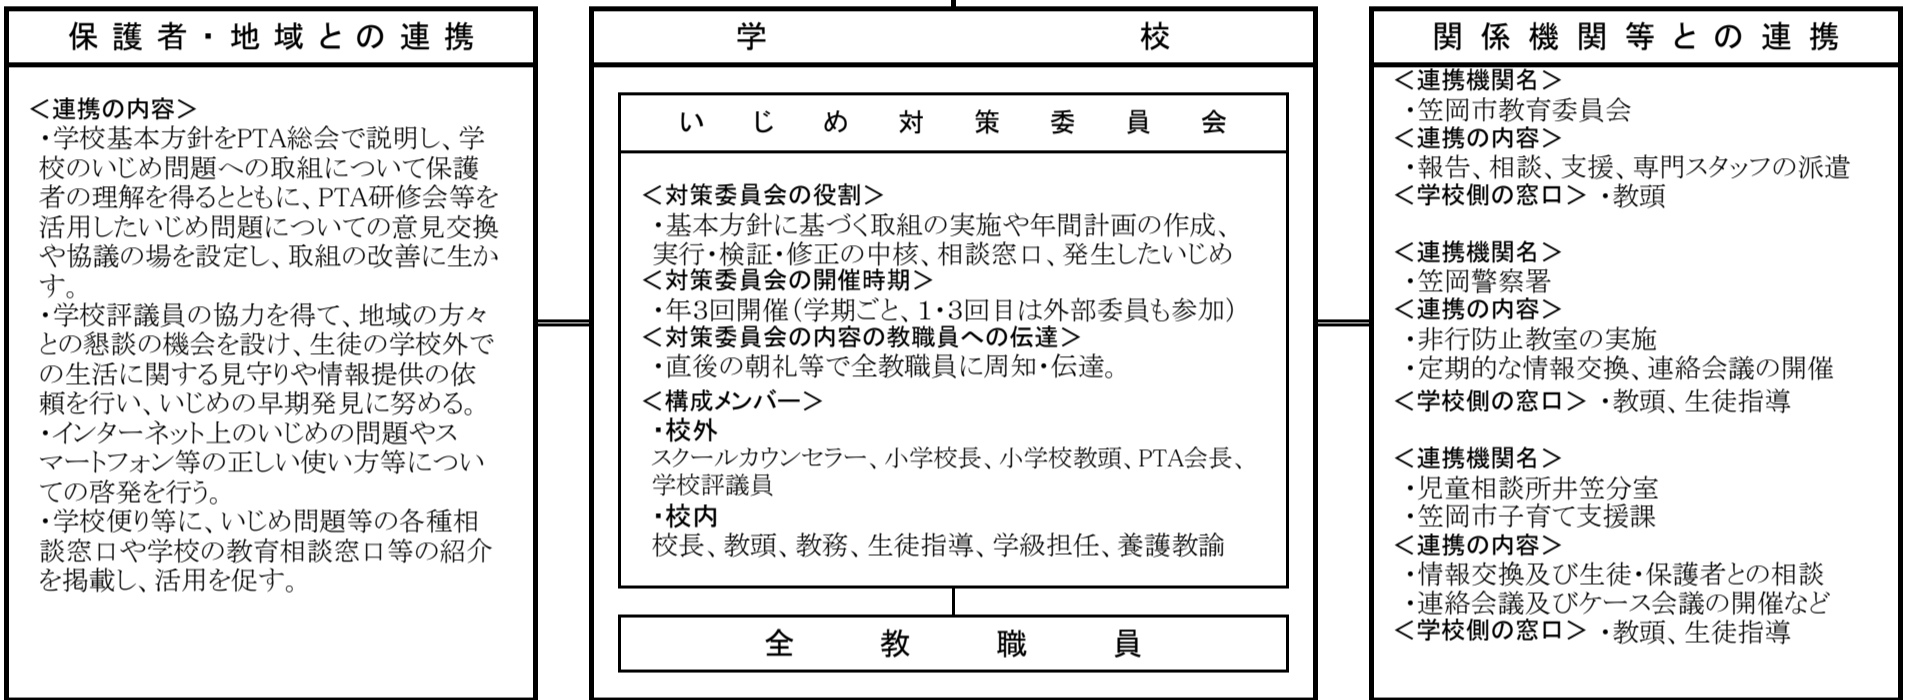 保護者・地域との連携
＜連携の内容＞
・学校基本方針をPTA総会で説明し、学
校のいじめ問題への取組について保護
者の理解を得るとともに、PTA研修会等を
活用したいじめ問題についての意見交換
や協議の場を設定し、取組の改善に生か
す。
・学校評議員の協力を得て、地域の方々
との懇談の機会を設け、生徒の学校外で
の生活に関する見守りや情報提供の依
頼を行い、いじめの早期発見に努める。
・インターネット上のいじめの問題やス
マートフォン等の正しい使い方等につい
ての啓発を行う。
・学校便り等に、いじめ問題等の各種相
談窓口や学校の教育相談窓口等の紹介
を掲載し、活用を促す。
学校
いじめ対策委員会
＜対策委員会の役割＞
・基本方針に基づく取組の実施や年間計画の作成、
実行・検証・修正の中核、相談窓口、発生したいじめ
＜対策委員会の開催時期＞
・年3回開催（学期ごと、1・3回目は外部委員も参加）
＜対策委員会の内容の教職員への伝達＞
・直後の朝礼等で全教職員に周知・伝達。
＜構成メンバー＞
・校外
スクールカウンセラー、小学校長、小学校教頭、PTA会長、
学校評議員
・校内
校長、教頭、教務、生徒指導、学級担任、養護教諭
全教職員
関係機関等との連携
＜連携機関名＞
・笠岡市教育委員会
＜連携の内容＞
・報告、相談、支援、専門スタッフの派遣
＜学校側の窓口＞ ・教頭
＜連携機関名＞
・笠岡警察署
＜連携の内容＞
・非行防止教室の実施
・定期的な情報交換、連絡会議の開催
＜学校側の窓口＞ ・教頭、生徒指導
＜連携機関名＞
・児童相談所井笠分室
・笠岡市子育て支援課
＜連携の内容＞
・情報交換及び生徒・保護者との相談
・連絡会議及びケース会議の開催など
＜学校側の窓口＞ ・教頭、生徒指導